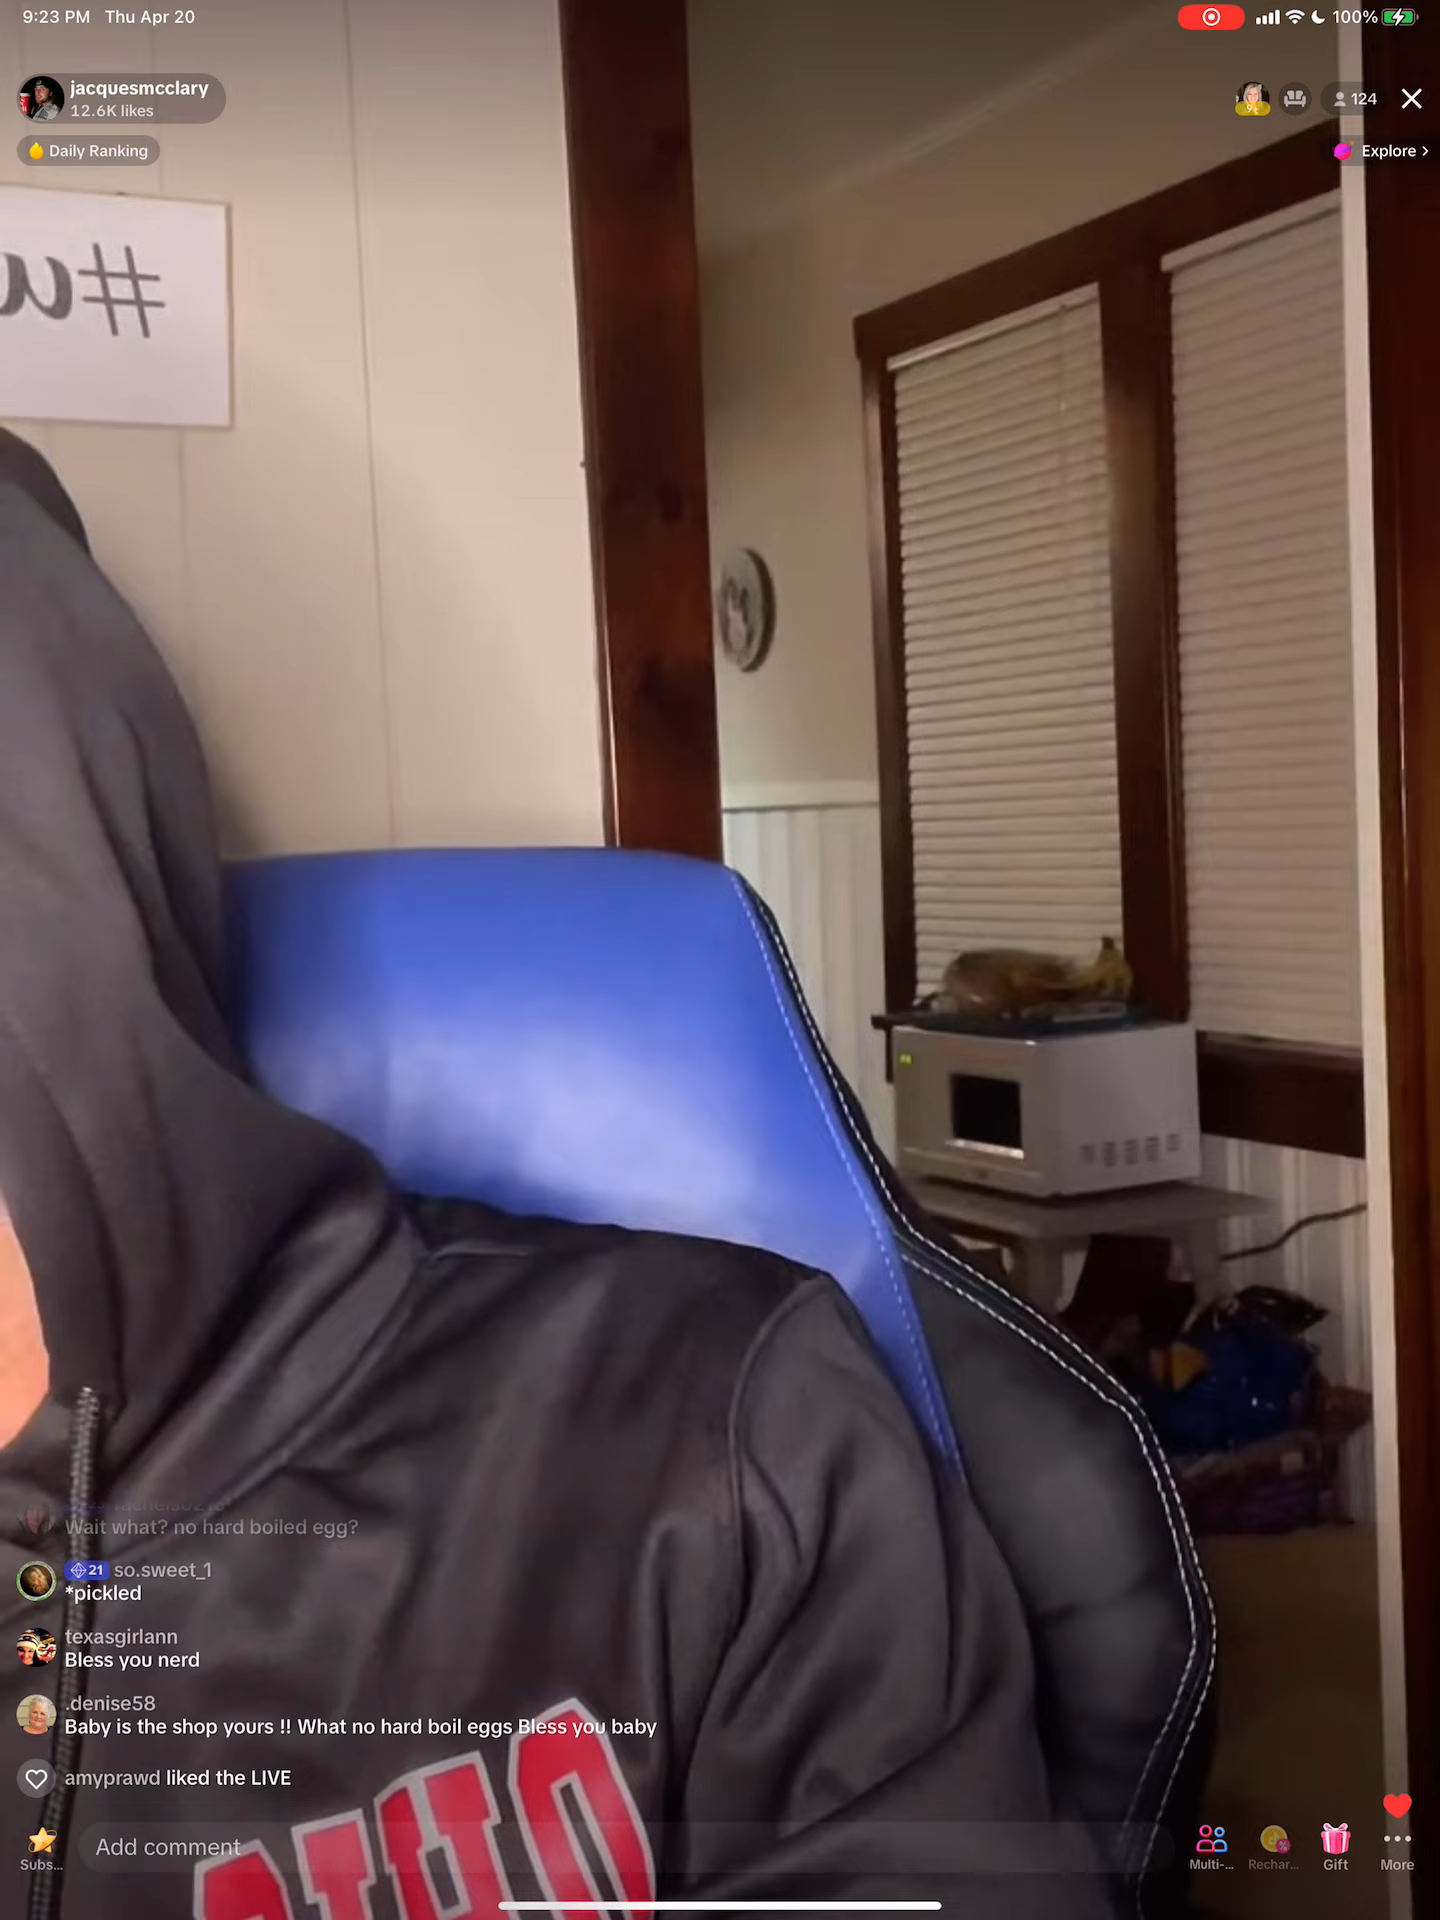 9:23 PM Thu Apr 20
100%
jacquesmcclary
12.6K likes
124
Daily Ranking
Explore >
#w
Wait what? no hard boiled egg?
21 so.sweet_1
*pickled
texasgirlann
Bless you nerd
.denise58
Baby is the shop yours !! What no hard boil eggs Bless you baby
amyprawd liked the LIVE
Add comment
Subs...
Multi-...
Rechar...
Gift
More
OHIO